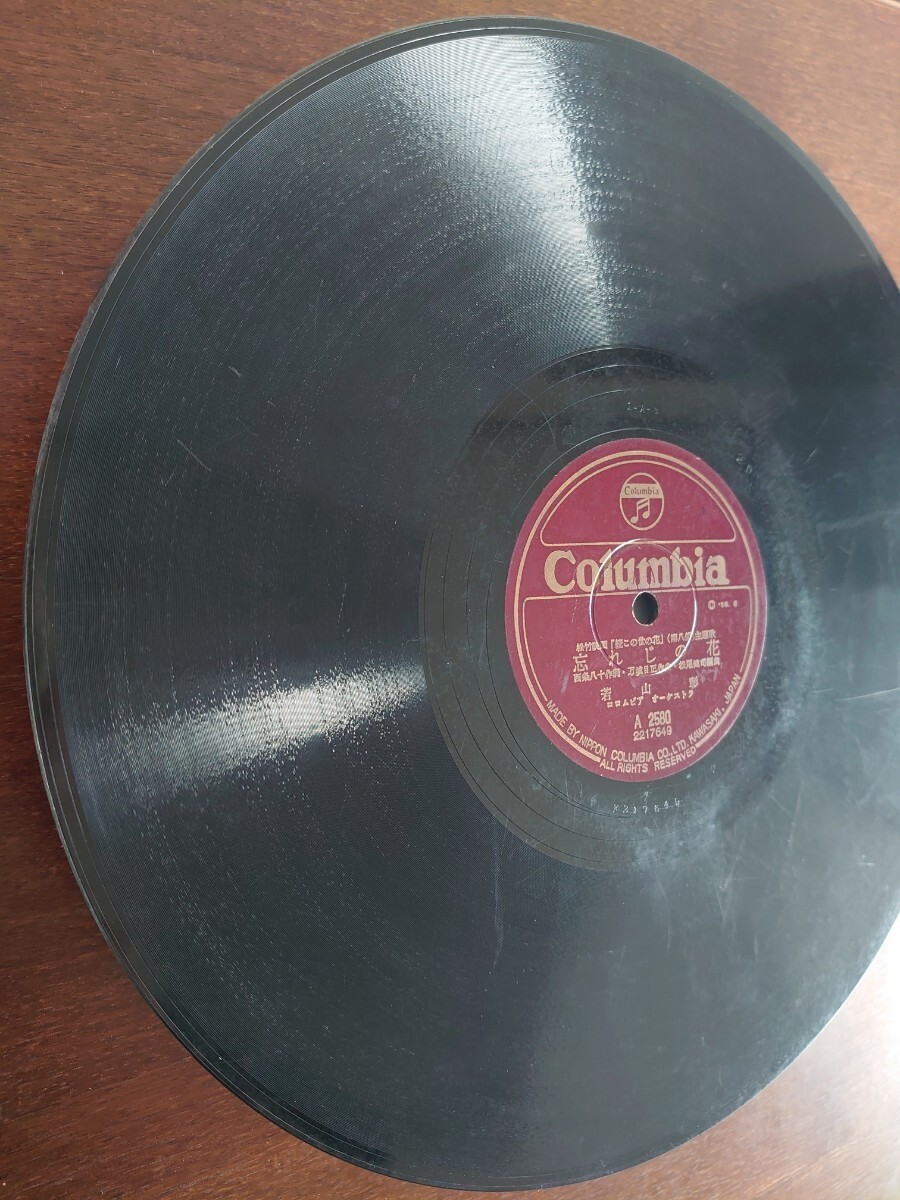 Columbia
Columbia
松竹映画『続この世の花』(第八部)主題歌
忘れじの花
西条八十作詞・万城目正作曲・松尾健司編曲
若山彰
コロムビア オーケストラ
A 2580
2217649
MADE BY NIPPON COLUMBIA CO., LTD. KAWASAKI, JAPAN
ALL RIGHTS RESERVED